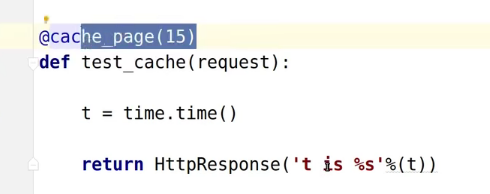 @cache_page(15)
def test_cache(request):
t = time.time()
return HttpResponse('t is %s'%(t))